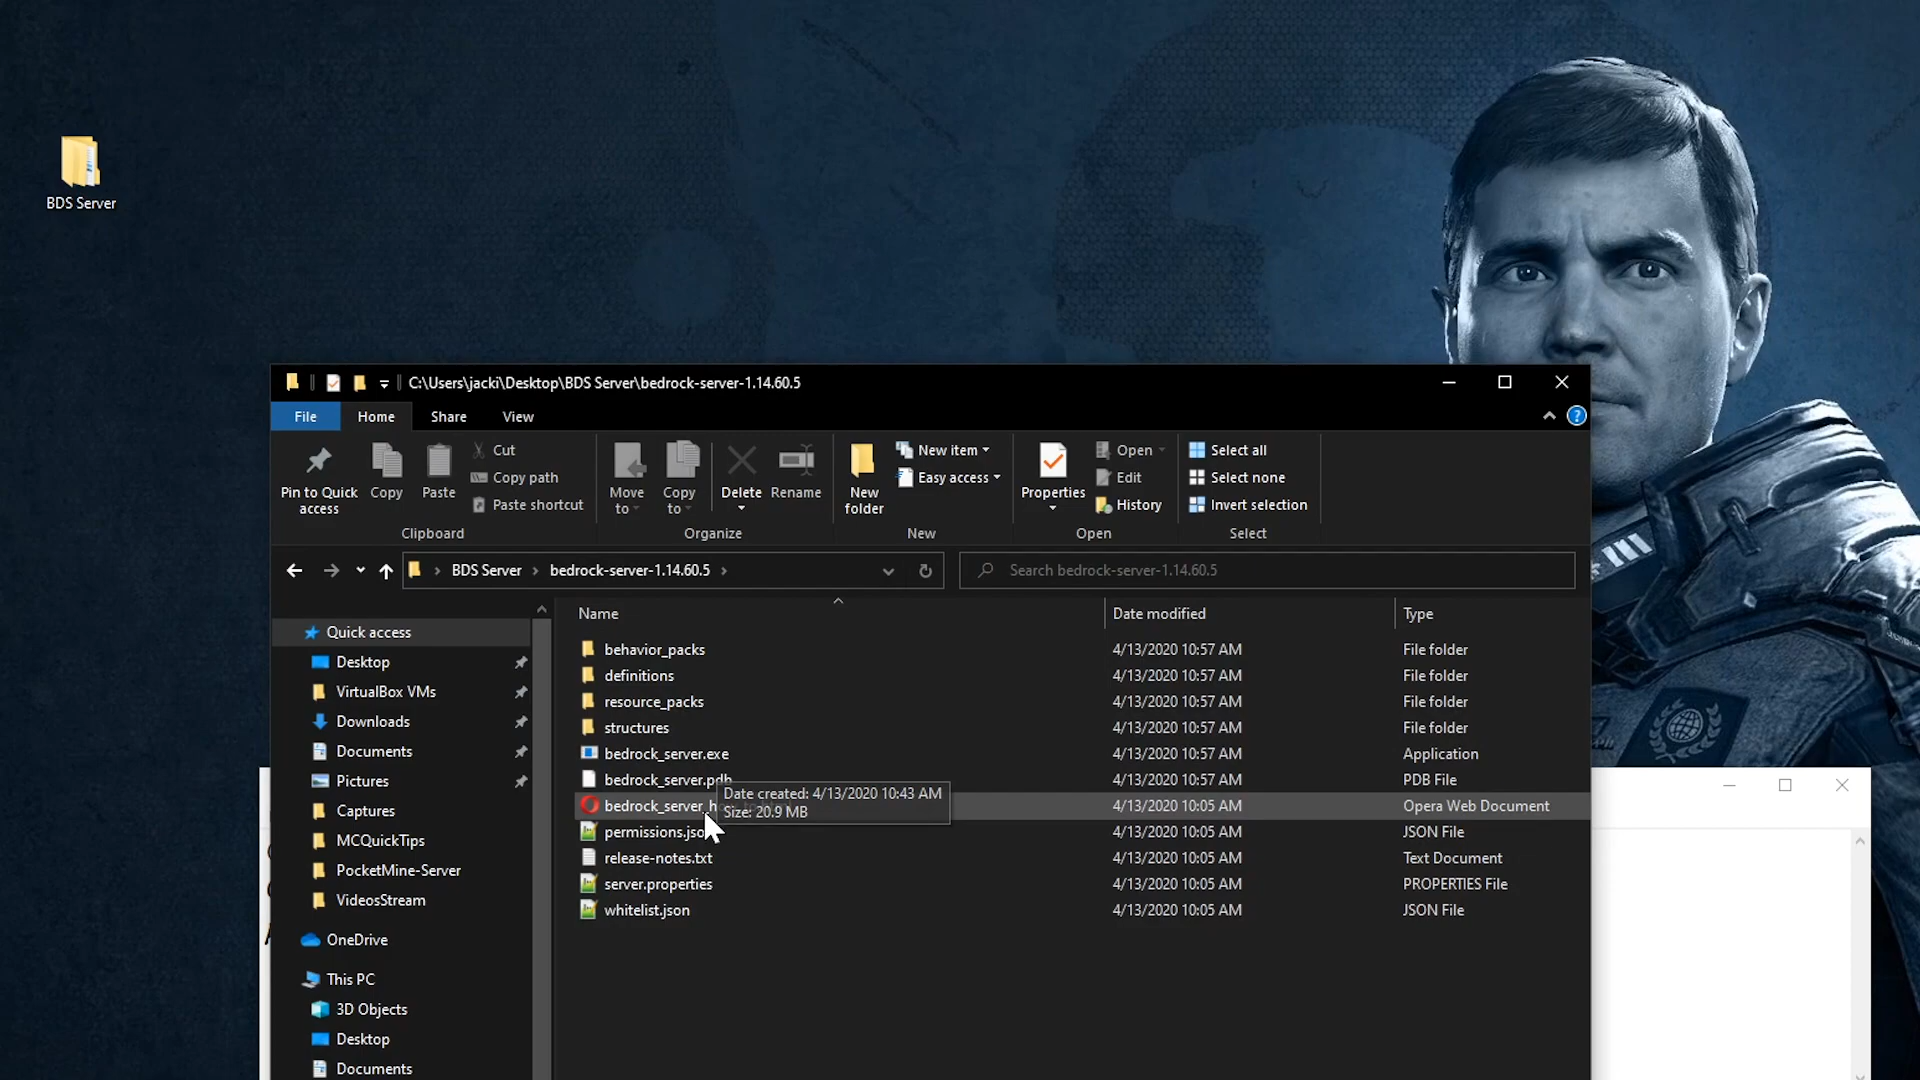 BDS Server
C:\Users\jacki\Desktop\BDS Server\bedrock-server-1.14.60.5
File Home Share View
Pin to Quick access
Copy
Paste
Cut
Copy path
Paste shortcut
Clipboard
Move to
Copy to
Delete
Rename
Organize
New folder
New item
Easy access
New
Properties
Open
Edit
History
Open
Select all
Select none
Invert selection
Select
BDS Server > bedrock-server-1.14.60.5 >
Search bedrock-server-1.14.60.5
Quick access
Desktop
VirtualBox VMs
Downloads
Documents
Pictures
Captures
MCQuickTips
PocketMine-Server
VideosStream
OneDrive
This PC
3D Objects
Desktop
Documents
Name Date modified Type
behavior_packs 4/13/2020 10:57 AM File folder
definitions 4/13/2020 10:57 AM File folder
resource_packs 4/13/2020 10:57 AM File folder
structures 4/13/2020 10:57 AM File folder
bedrock_server.exe 4/13/2020 10:57 AM Application
bedrock_server.pdb 4/13/2020 10:57 AM PDB File
bedrock_server_h 4/13/2020 10:05 AM Opera Web Document
Date created: 4/13/2020 10:43 AM
Size: 20.9 MB
permissions.json 4/13/2020 10:05 AM JSON File
release-notes.txt 4/13/2020 10:05 AM Text Document
server.properties 4/13/2020 10:05 AM PROPERTIES File
whitelist.json 4/13/2020 10:05 AM JSON File